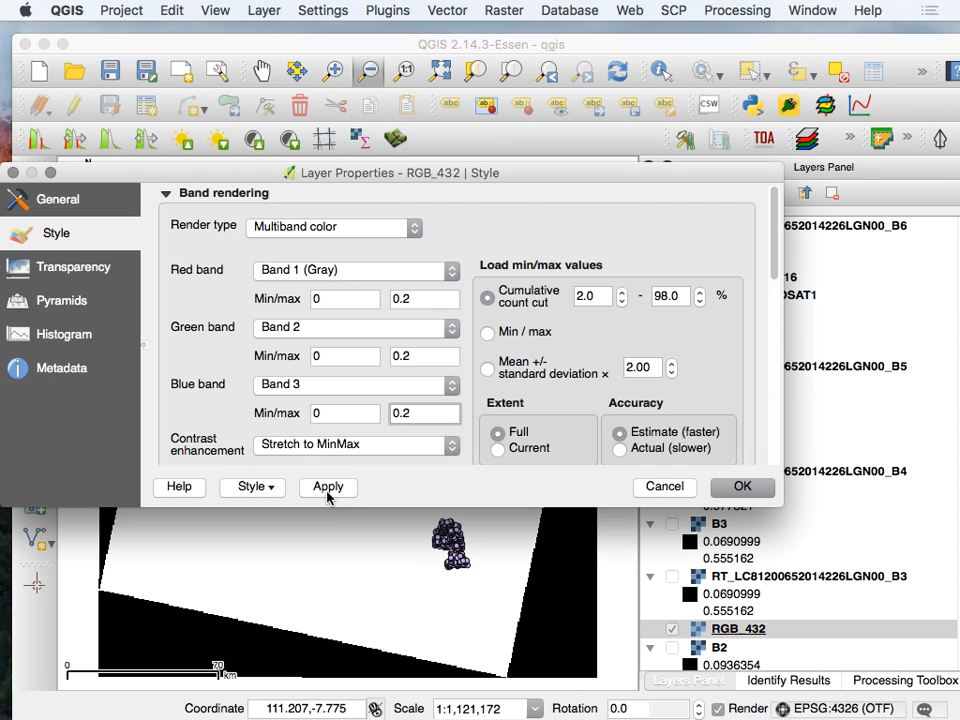 QGIS Project Edit View Layer Settings Plugins Vector Raster Database Web SCP Processing Window Help
QGIS 2.14.3-Essen - qgis
CSW
TOA
Layer Properties - RGB_432 | Style
Layers Panel
General
Style
Transparency
Pyramids
Histogram
Metadata
Band rendering
Render type Multiband color
Red band Band 1 (Gray)
Min/max 0 0.2
Green band Band 2
Min/max 0 0.2
Blue band Band 3
Min/max 0 0.2
Contrast
enhancement Stretch to MinMax
Load min/max values
Cumulative
count cut 2.0 - 98.0 %
Min / max
Mean +/-
standard deviation × 2.00
Extent
Full
Current
Accuracy
Estimate (faster)
Actual (slower)
Help Style Apply Cancel OK
652014226LGN00_B6
16
DSAT1
652014226LGN00_B5
652014226LGN00_B4
B3
0.0690999
0.555162
RT_LC81200652014226LGN00_B3
0.0690999
0.555162
RGB_432
B2
0.0936354
0 70
km
Layers Panel Identify Results Processing Toolbox
Coordinate 111.207,-7.775 Scale 1:1,121,172 Rotation 0.0 Render EPSG:4326 (OTF)